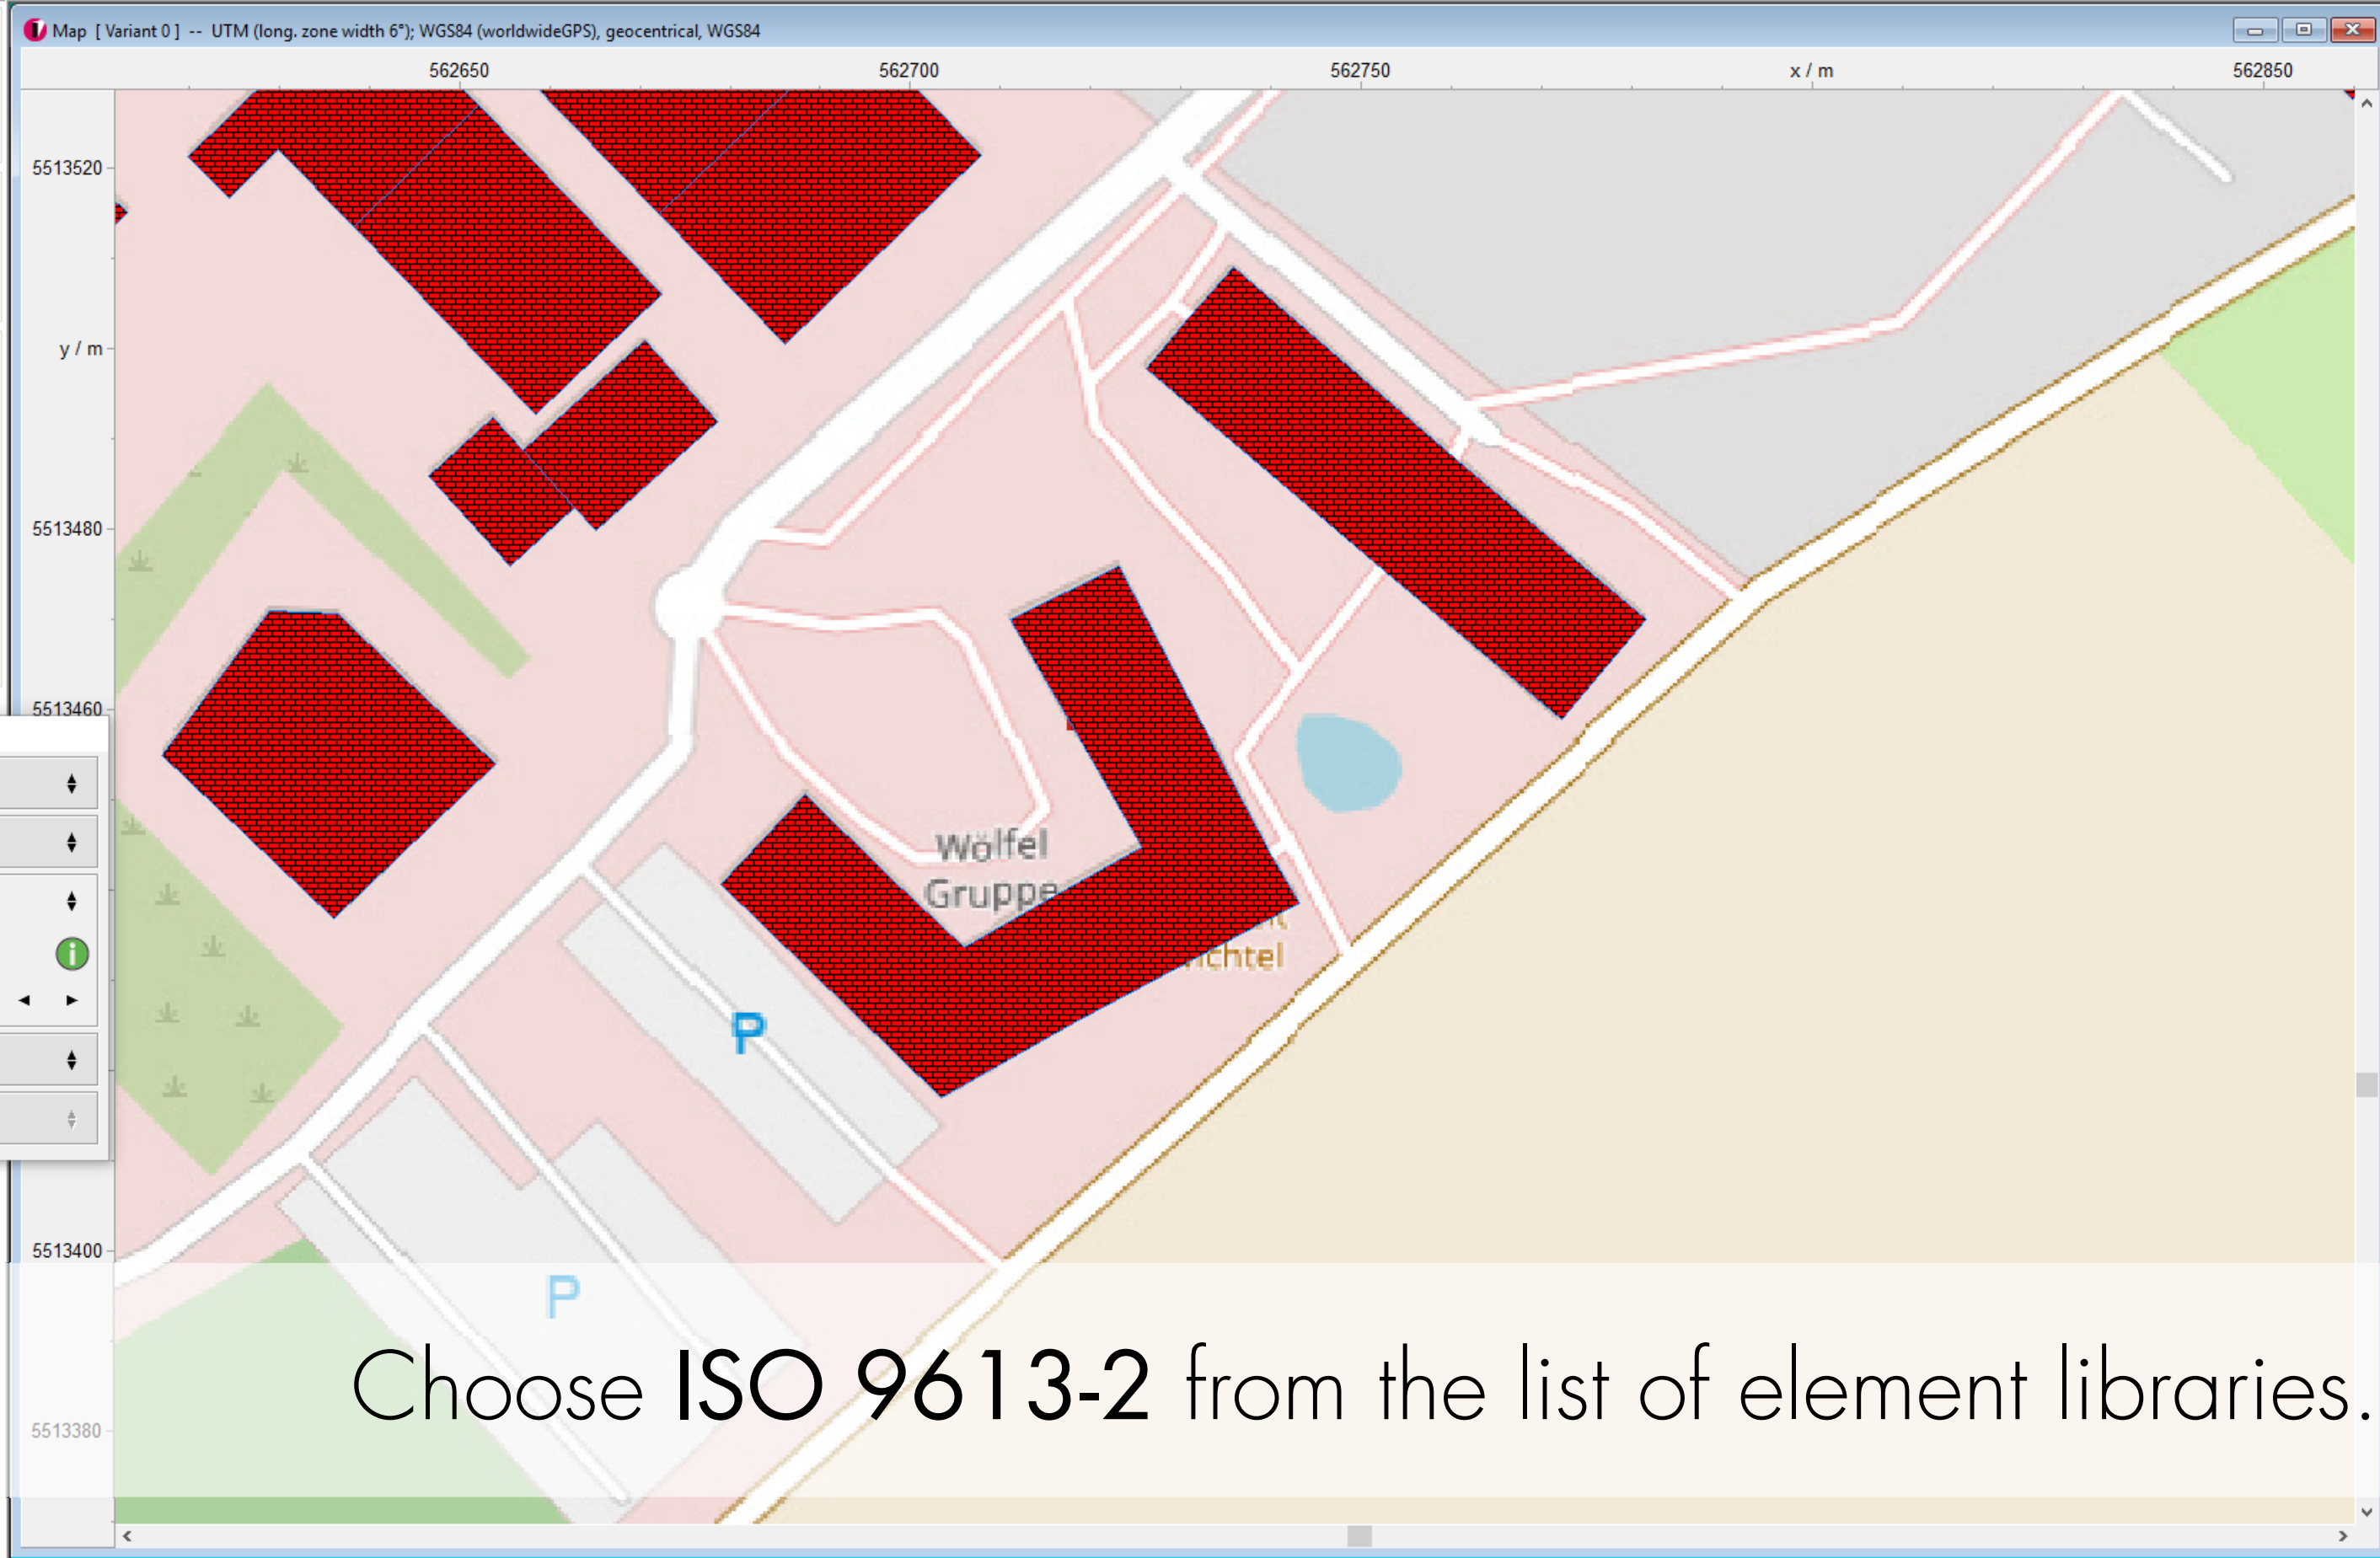 Map [ Variant 0 ] -- UTM (long. zone width 6°); WGS84 (worldwideGPS), geocentrical, WGS84
562650 562700 562750 x / m 562850
5513520
y / m
5513480
5513460
Wölfel
Gruppe
chtel
P
5513400
P
Choose ISO 9613-2 from the list of element libraries.
5513380